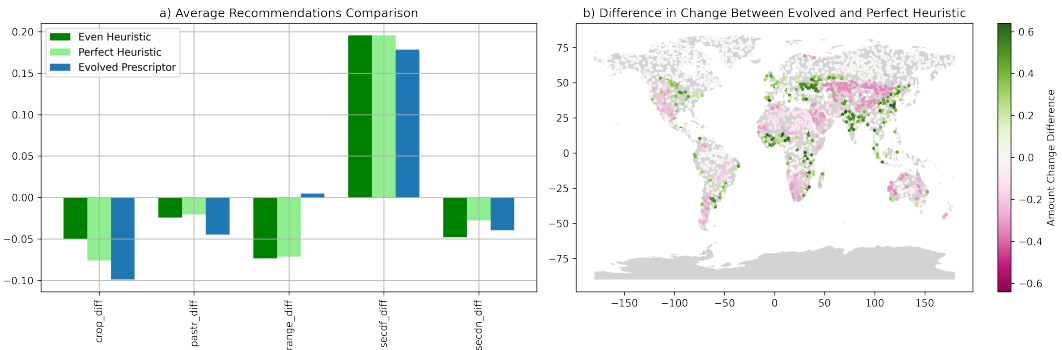 a) Average Recommendations Comparison
0.20
0.15
0.10
0.05
0.00
−0.05
−0.10
Even Heuristic
Perfect Heuristic
Evolved Prescriptor
crop_diff
pastr_diff
range_diff
secdf_diff
secdn_diff
b) Difference in Change Between Evolved and Perfect Heuristic
75
50
25
0
−25
−50
−75
−150
−100
−50
0
50
100
150
0.6
0.4
0.2
0.0
−0.2
−0.4
−0.6
Amount Change Difference